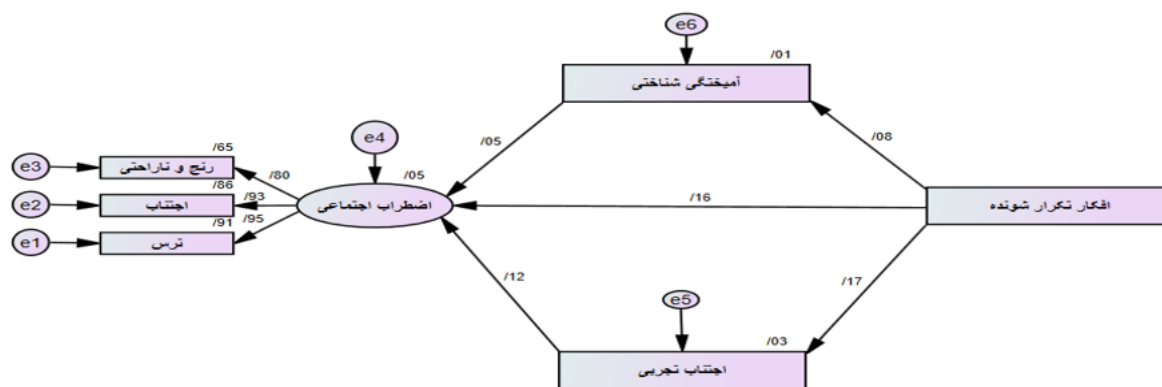 e6
/01
آمیختگی شناختی
/05
/08
e4
/05
اضطراب اجتماعی
e3
/65
رنج و ناراحتی
/80
e2
/86
اجتناب
/93
e1
/91
ترس
/95
/16
افکار تکرار شونده
/12
/17
e5
/03
اجتناب تجربی